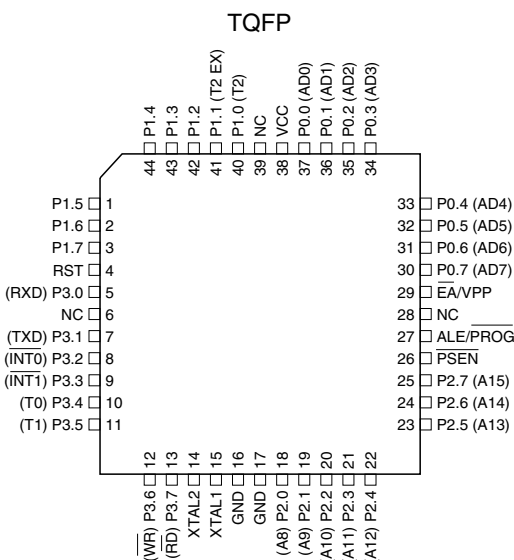 TQFP
P1.4
P1.3
P1.2
P1.1 (T2 EX)
P1.0 (T2)
NC
VCC
P0.0 (AD0)
P0.1 (AD1)
P0.2 (AD2)
P0.3 (AD3)
44
43
42
41
40
39
38
37
36
35
34
P1.5 1
P1.6 2
P1.7 3
RST 4
(RXD) P3.0 5
NC 6
(TXD) P3.1 7
(INT0) P3.2 8
(INT1) P3.3 9
(T0) P3.4 10
(T1) P3.5 11
33 P0.4 (AD4)
32 P0.5 (AD5)
31 P0.6 (AD6)
30 P0.7 (AD7)
29 EA/VPP
28 NC
27 ALE/PROG
26 PSEN
25 P2.7 (A15)
24 P2.6 (A14)
23 P2.5 (A13)
12
13
14
15
16
17
18
19
20
21
22
(WR) P3.6
(RD) P3.7
XTAL2
XTAL1
GND
GND
(A8) P2.0
(A9) P2.1
(A10) P2.2
(A11) P2.3
(A12) P2.4